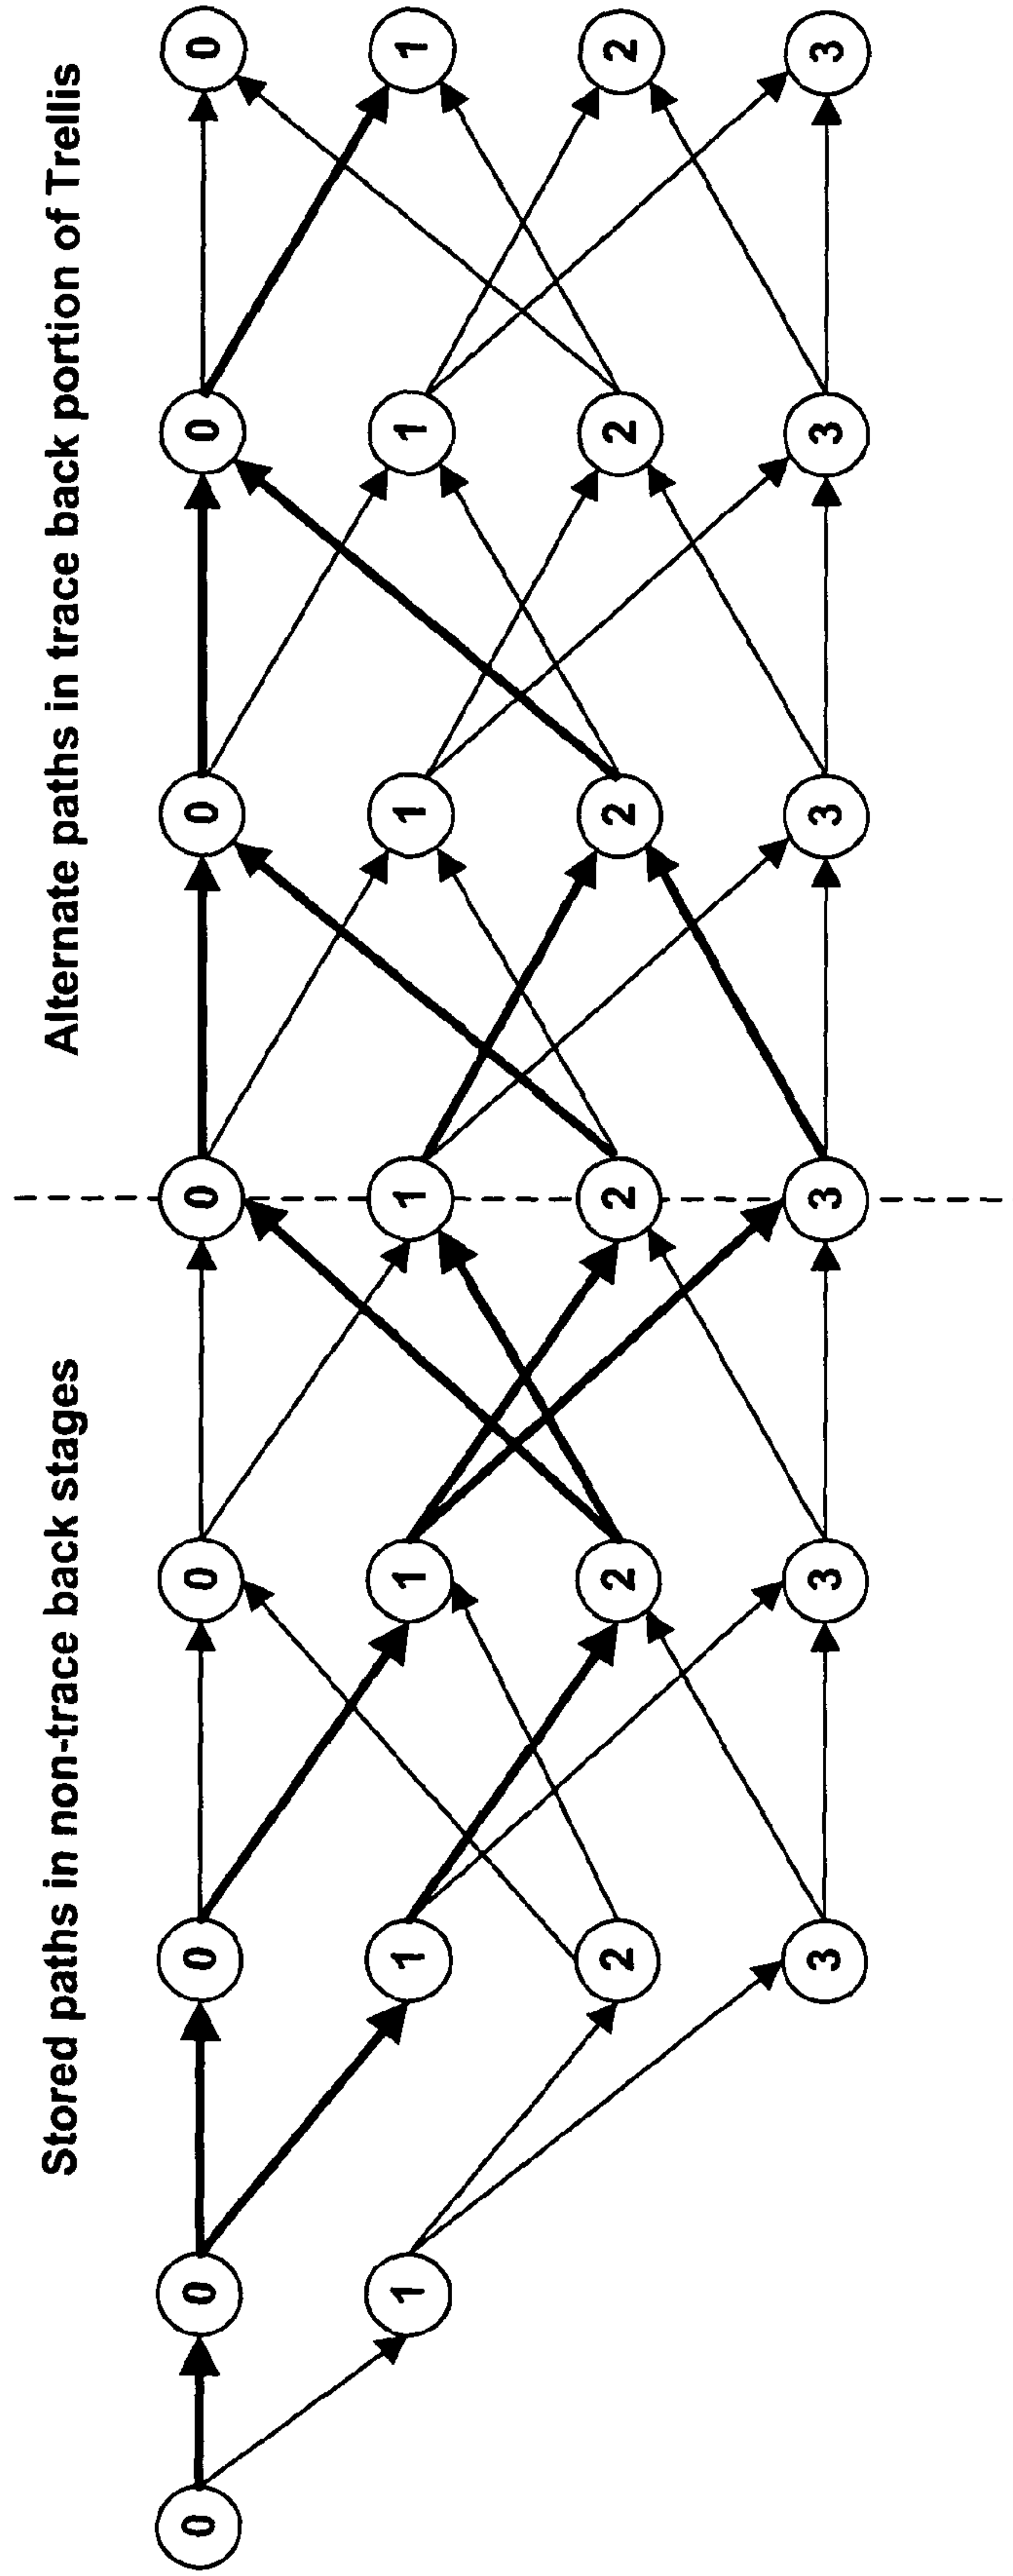 Stored paths in non-trace back stages
Alternate paths in trace back portion of Trellis
0 0 0 0 0 0 0 0
1 1 1 1 1 1 1
2 2 2 2 2 2
3 3 3 3 3 3